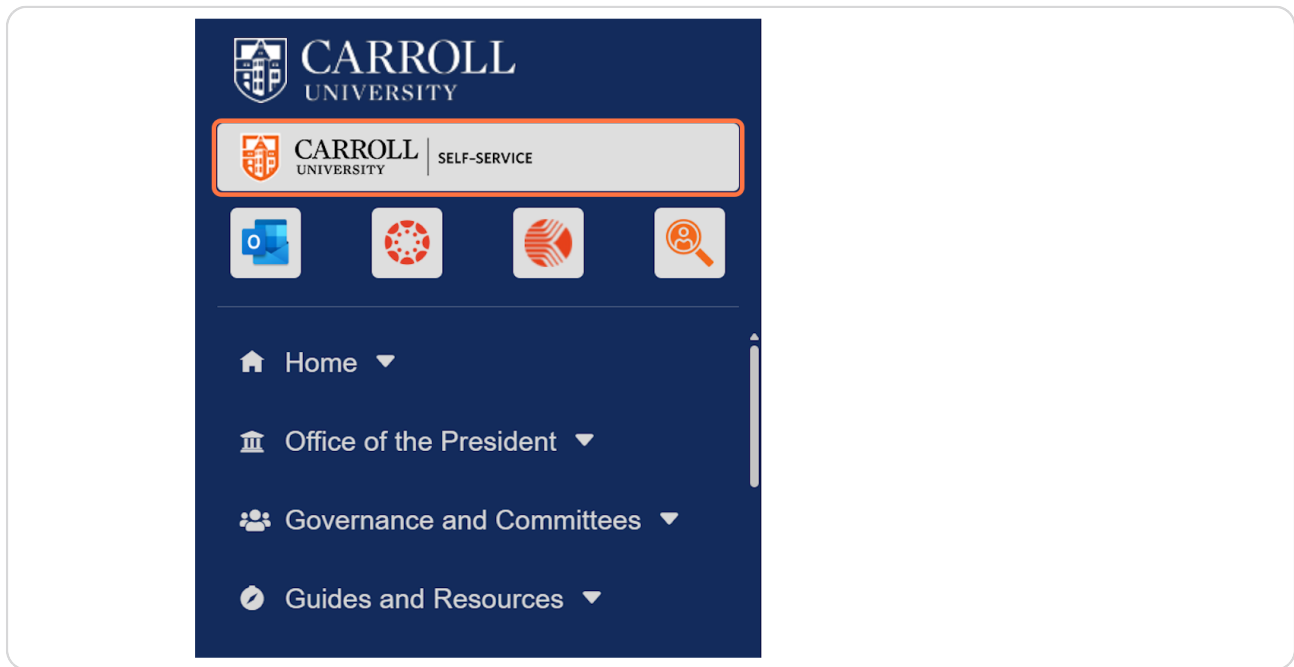 CARROLL
UNIVERSITY
CARROLL
UNIVERSITY
SELF-SERVICE
O
Home
Office of the President
Governance and Committees
Guides and Resources